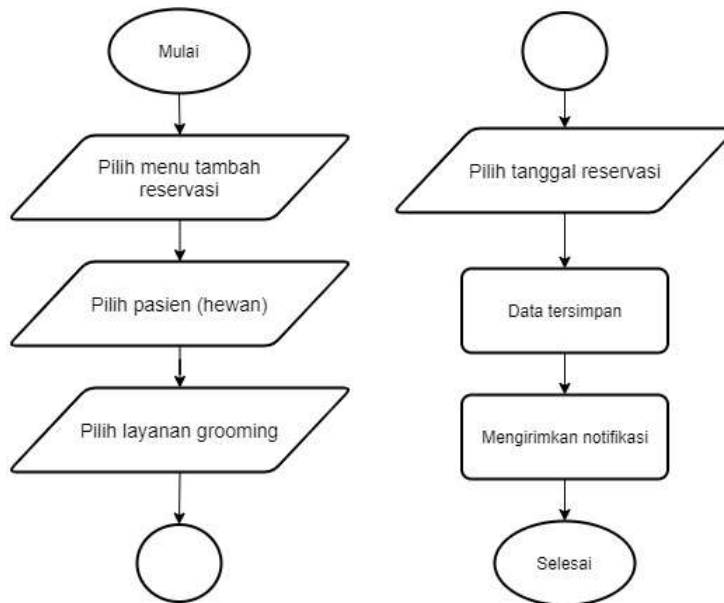 Mulai
Pilih menu tambah
reservasi
Pilih pasien (hewan)
Pilih layanan grooming
Pilih tanggal reservasi
Data tersimpan
Mengirimkan notifikasi
Selesai